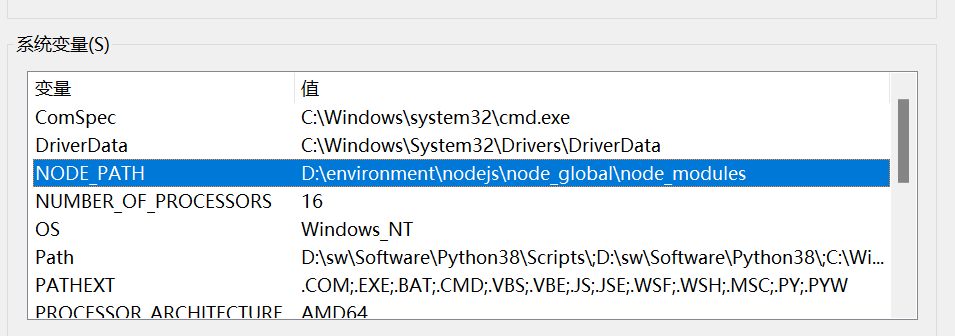 系统变量(S)
变量 值
ComSpec C:\Windows\system32\cmd.exe
DriverData C:\Windows\System32\Drivers\DriverData
NODE_PATH D:\environment\nodejs\node_global\node_modules
NUMBER_OF_PROCESSORS 16
OS Windows_NT
Path D:\sw\Software\Python38\Scripts\;D:\sw\Software\Python38\;C:\Wi...
PATHEXT .COM;.EXE;.BAT;.CMD;.VBS;.VBE;.JS;.JSE;.WSF;.WSH;.MSC;.PY;.PYW
PROCESSOR_ARCHITECTURE AMD64